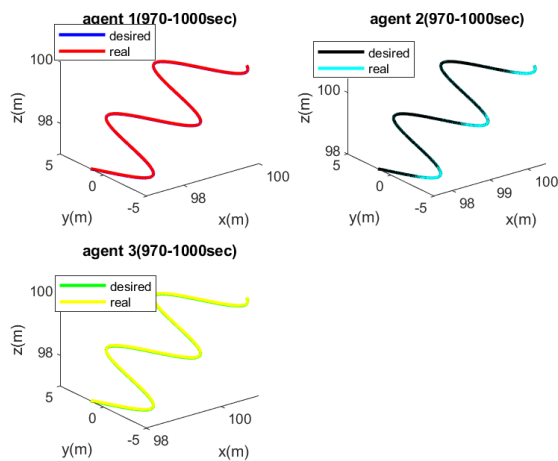 agent 1(970-1000sec)
desired
real
100
98
z(m)
5
0
-5
y(m)
98
100
x(m)
agent 2(970-1000sec)
desired
real
100
98
z(m)
5
0
-5
y(m)
98
99
100
x(m)
agent 3(970-1000sec)
desired
real
100
98
z(m)
5
0
-5
y(m)
98
100
x(m)